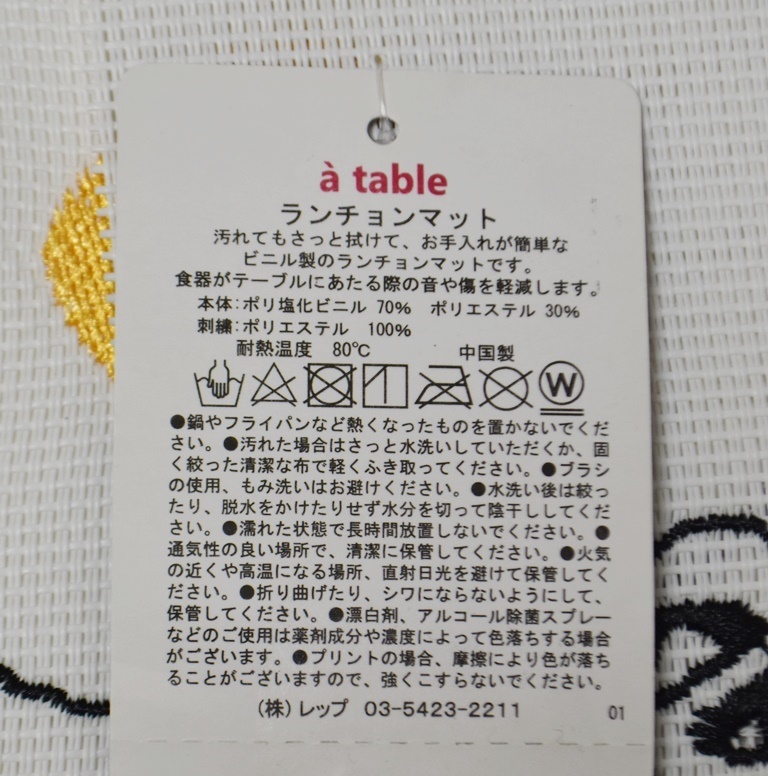 à table
ランチョンマット
汚れてもさっと拭けて、お手入れが簡単な
ビニル製のランチョンマットです。
食器がテーブルにあたる際の音や傷を軽減します。
本体:ポリ塩化ビニル 70% ポリエステル 30%
刺繍:ポリエステル 100%
耐熱温度 80℃ 中国製
W
●鍋やフライパンなど熱くなったものを置かないでくだ
さい。●汚れた場合はさっと水洗いしていただくか、固
く絞った清潔な布で軽くふき取ってください。●ブラシ
の使用、もみ洗いはお避けください。●水洗い後は絞っ
たり、脱水をかけたりせず水分を切って陰干ししてくだ
さい。●濡れた状態で長時間放置しないでください。●
通気性の良い場所で、清潔に保管してください。●火気
の近くや高温になる場所、直射日光を避けて保管してく
ださい。●折り曲げたり、シワにならないようにして、
保管してください。●漂白剤、アルコール除菌スプレー
などのご使用は薬剤成分や濃度によって色落ちする場合
がございます。●プリントの場合、摩擦により色が落ち
ることがございますので、強くこすらないでください。
(株)レップ 03-5423-2211 01